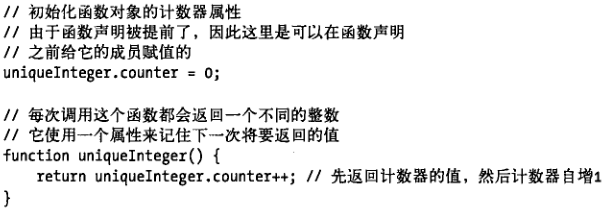 // 初始化函数对象的计数器属性
// 由于函数声明被提前了，因此这里是可以在函数声明
// 之前给它的成员赋值的
uniqueInteger.counter = 0;
// 每次调用这个函数都会返回一个不同的整数
// 它使用一个属性来记住下一次将要返回的值
function uniqueInteger() {
    return uniqueInteger.counter++; // 先返回计数器的值，然后计数器自增1
}